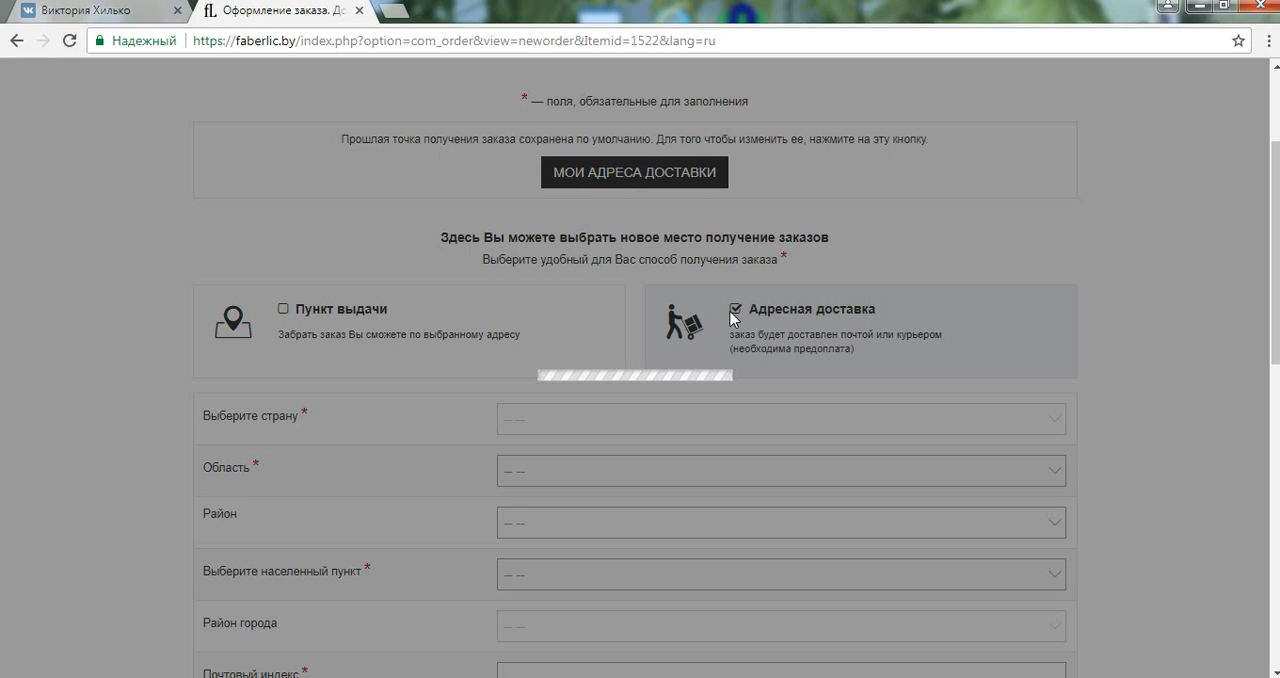 Виктория Хилько
fL Оформление заказа. До
Надежный https://faberlic.by/index.php?option=com_order&view=neworder&Itemid=1522&lang=ru
* — поля, обязательные для заполнения
Прошлая точка получения заказа сохранена по умолчанию. Для того чтобы изменить ее, нажмите на эту кнопку.
МОИ АДРЕСА ДОСТАВКИ
Здесь Вы можете выбрать новое место получение заказов
Выберите удобный для Вас способ получения заказа *
Пункт выдачи
Забрать заказ Вы сможете по выбранному адресу
Адресная доставка
заказ будет доставлен почтой или курьером
(необходима предоплата)
Выберите страну * -- --
Область * -- --
Район -- --
Выберите населенный пункт * -- --
Район города -- --
Почтовый индекс *